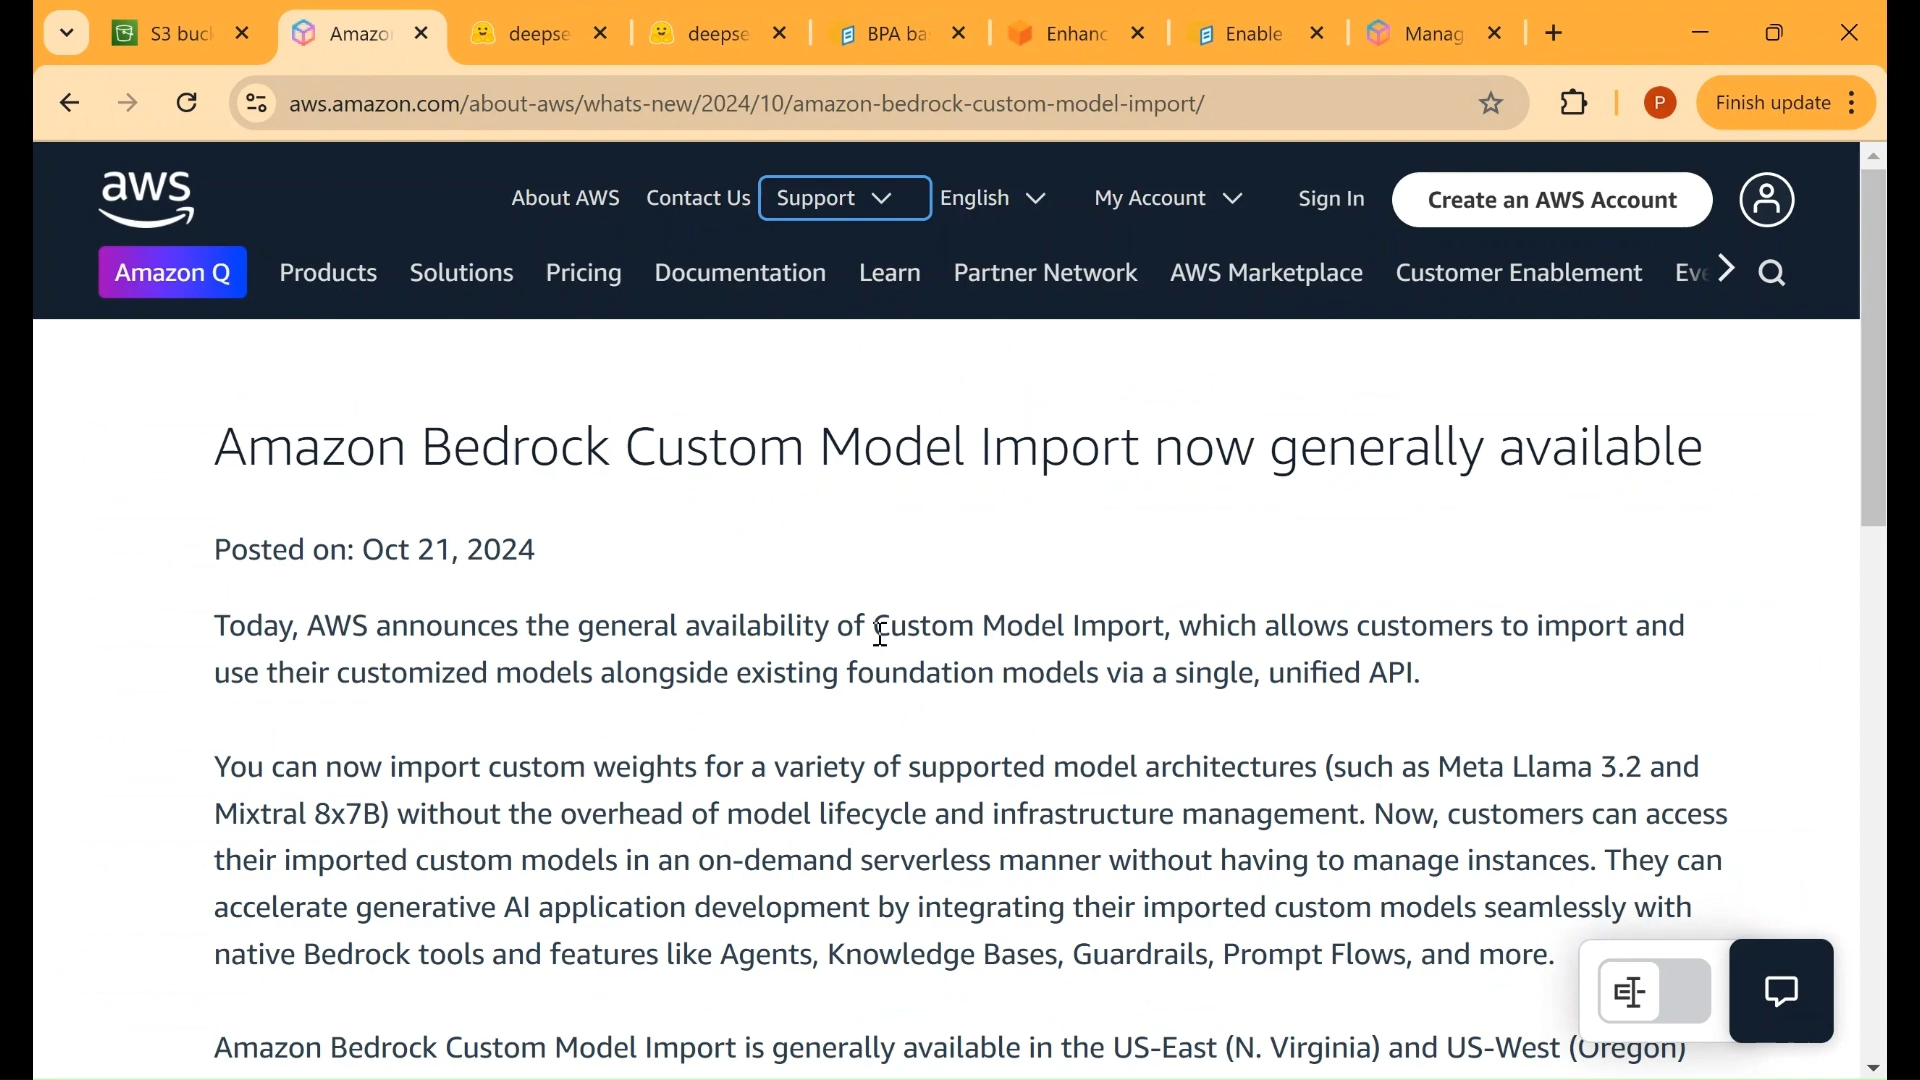 S3 buck
Amazo
deepse
deepse
BPA ba
Enhanc
Enable
Manag
aws.amazon.com/about-aws/whats-new/2024/10/amazon-bedrock-custom-model-import/
P
Finish update
aws
About AWS
Contact Us
Support
English
My Account
Sign In
Create an AWS Account
Amazon Q
Products
Solutions
Pricing
Documentation
Learn
Partner Network
AWS Marketplace
Customer Enablement
Eve
Amazon Bedrock Custom Model Import now generally available
Posted on: Oct 21, 2024
Today, AWS announces the general availability of Custom Model Import, which allows customers to import and
use their customized models alongside existing foundation models via a single, unified API.
You can now import custom weights for a variety of supported model architectures (such as Meta Llama 3.2 and
Mixtral 8x7B) without the overhead of model lifecycle and infrastructure management. Now, customers can access
their imported custom models in an on-demand serverless manner without having to manage instances. They can
accelerate generative AI application development by integrating their imported custom models seamlessly with
native Bedrock tools and features like Agents, Knowledge Bases, Guardrails, Prompt Flows, and more.
Amazon Bedrock Custom Model Import is generally available in the US-East (N. Virginia) and US-West (Oregon)